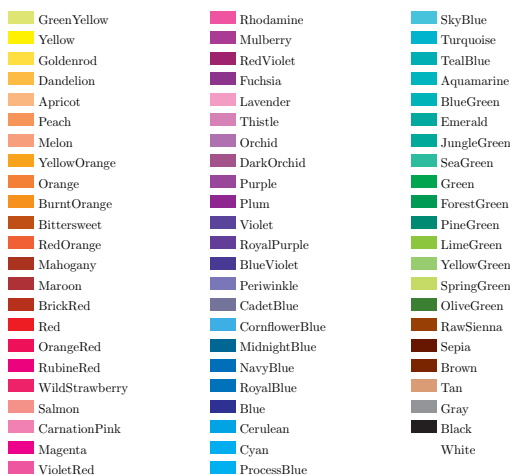 GreenYellow
Yellow
Goldenrod
Dandelion
Apricot
Peach
Melon
YellowOrange
Orange
BurntOrange
Bittersweet
RedOrange
Mahogany
Maroon
BrickRed
Red
OrangeRed
RubineRed
WildStrawberry
Salmon
CarnationPink
Magenta
VioletRed
Rhodamine
Mulberry
RedViolet
Fuchsia
Lavender
Thistle
Orchid
DarkOrchid
Purple
Plum
Violet
RoyalPurple
BlueViolet
Periwinkle
CadetBlue
CornflowerBlue
MidnightBlue
NavyBlue
RoyalBlue
Blue
Cerulean
Cyan
ProcessBlue
SkyBlue
Turquoise
TealBlue
Aquamarine
BlueGreen
Emerald
JungleGreen
SeaGreen
Green
ForestGreen
PineGreen
LimeGreen
YellowGreen
SpringGreen
OliveGreen
RawSienna
Sepia
Brown
Tan
Gray
Black
White